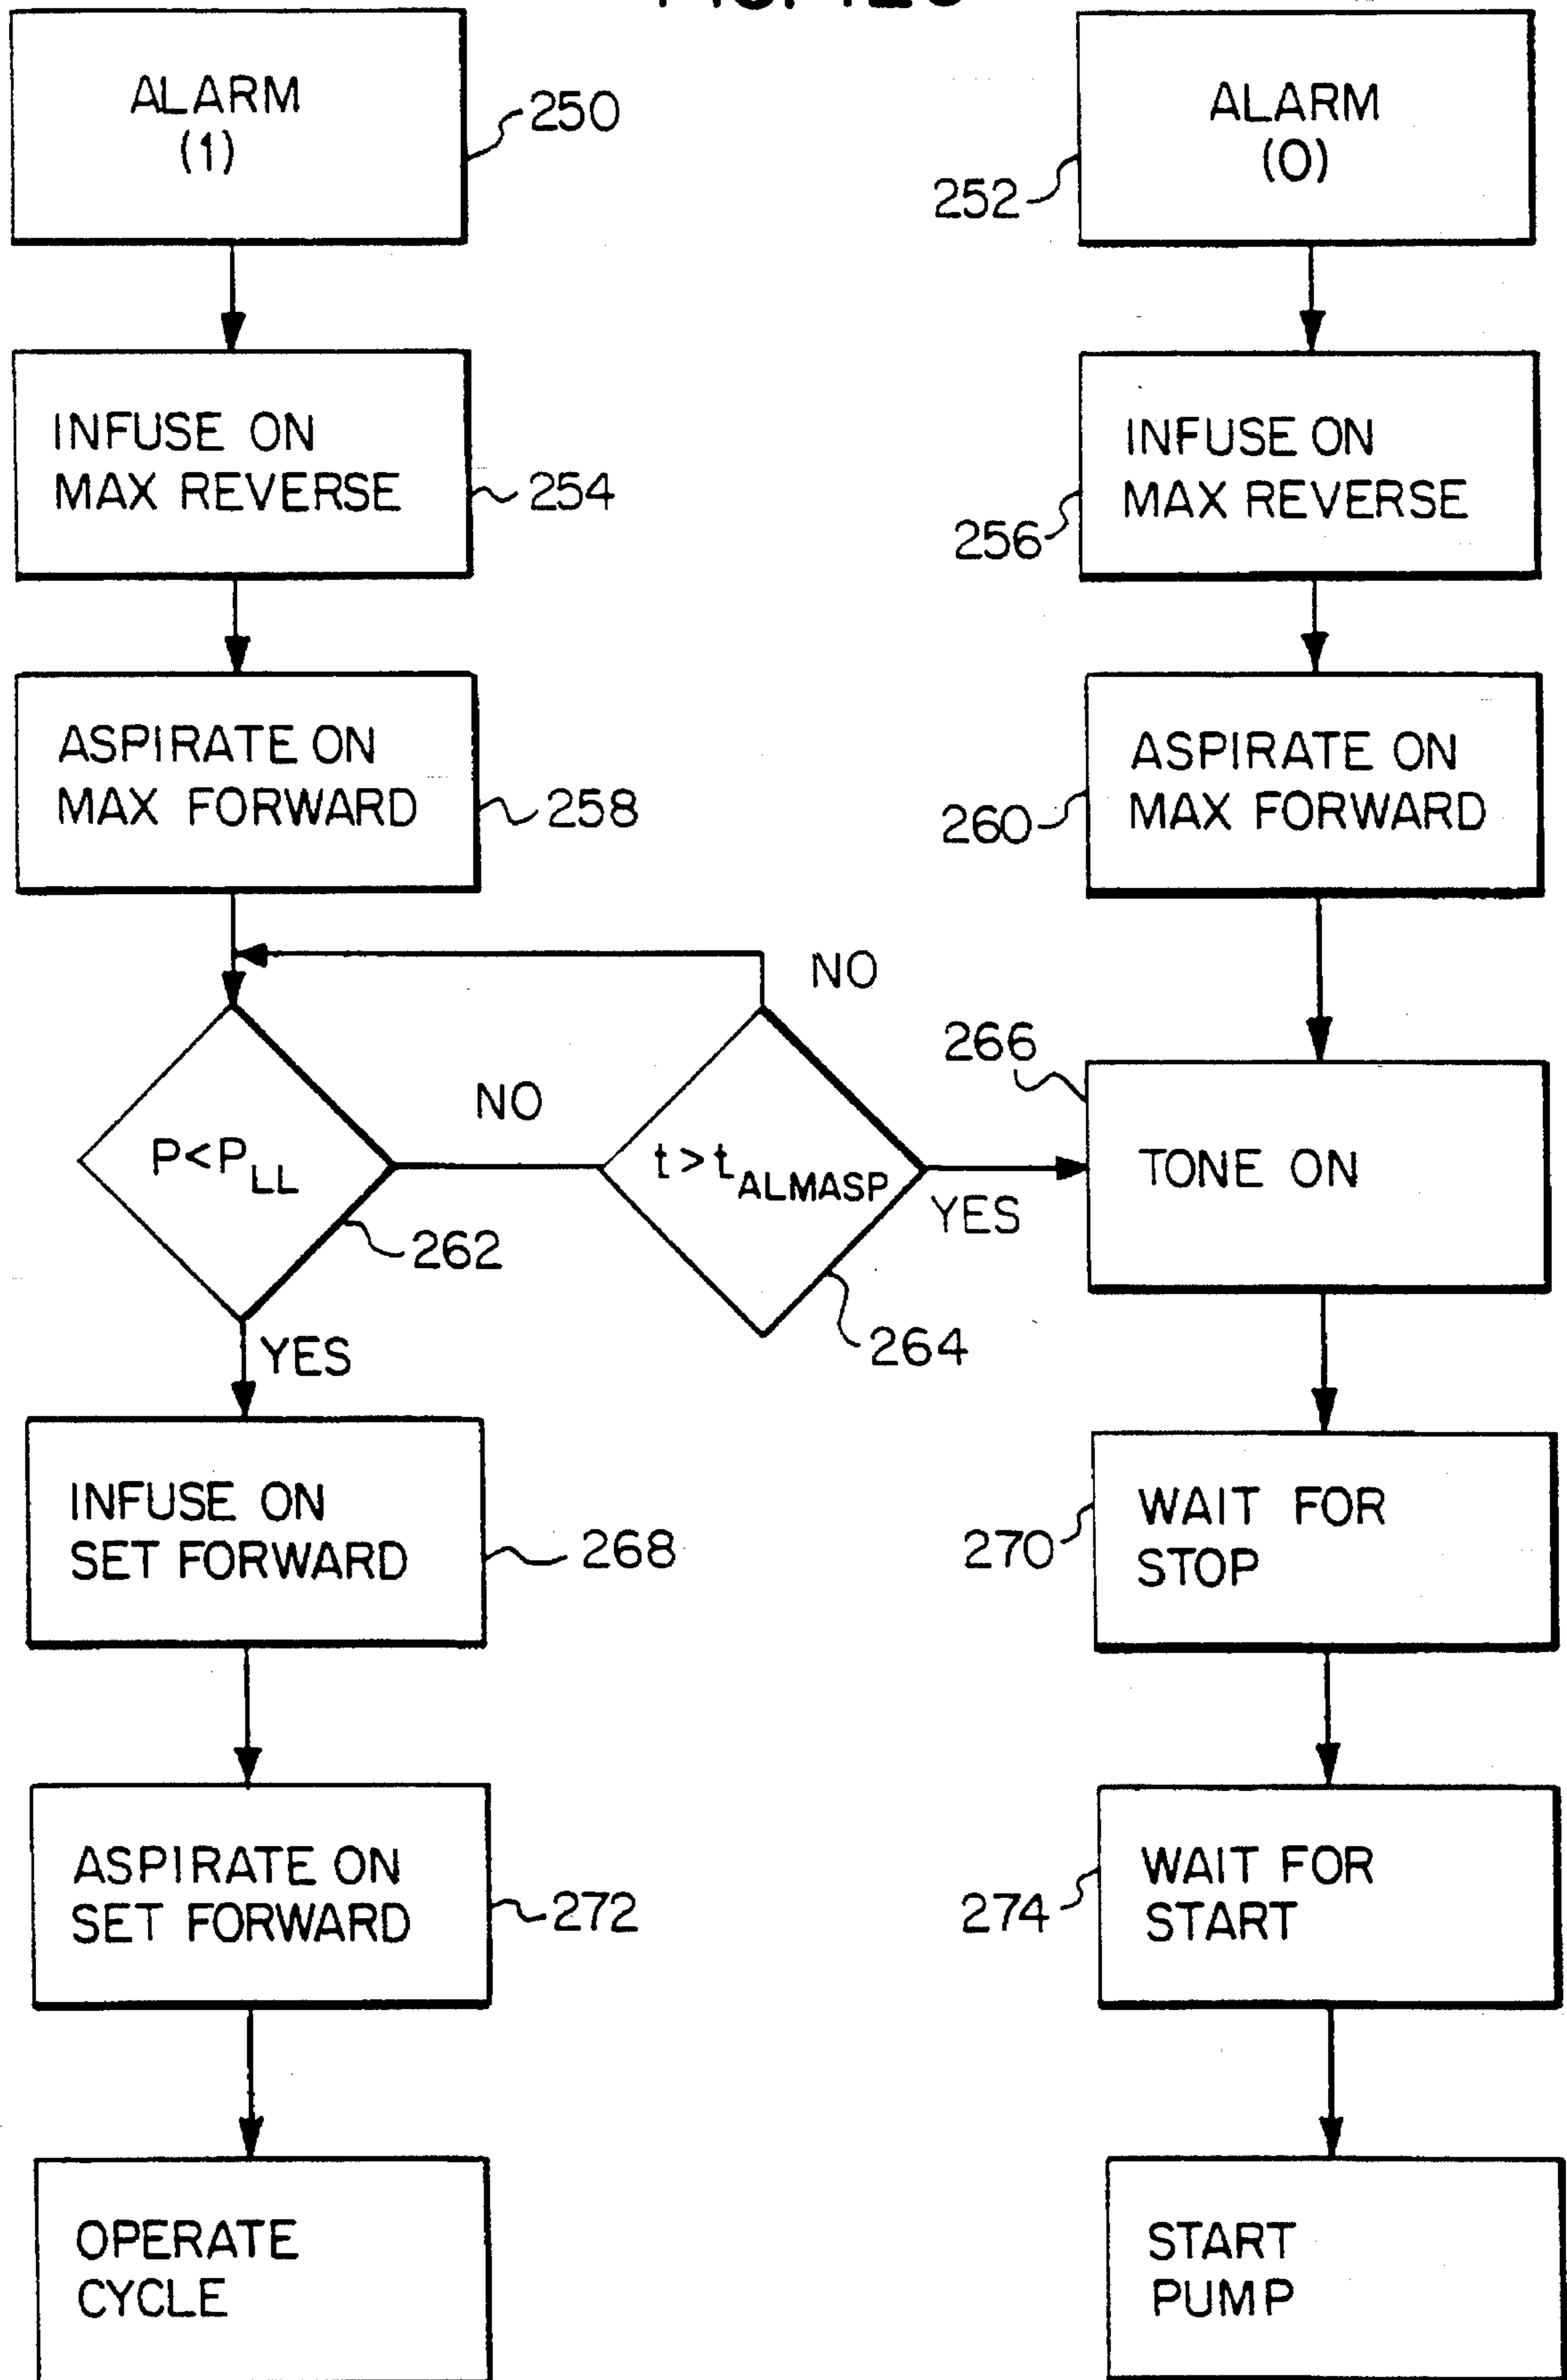 ALARM
(1)
250
ALARM
(0)
252
INFUSE ON
MAX REVERSE
254
INFUSE ON
MAX REVERSE
256
ASPIRATE ON
MAX FORWARD
258
ASPIRATE ON
MAX FORWARD
260
NO
P<P LL
NO
262
YES
t>t ALMASP
YES
264
266
TONE ON
INFUSE ON
SET FORWARD
268
WAIT FOR
STOP
270
ASPIRATE ON
SET FORWARD
272
WAIT FOR
START
274
OPERATE
CYCLE
START
PUMP